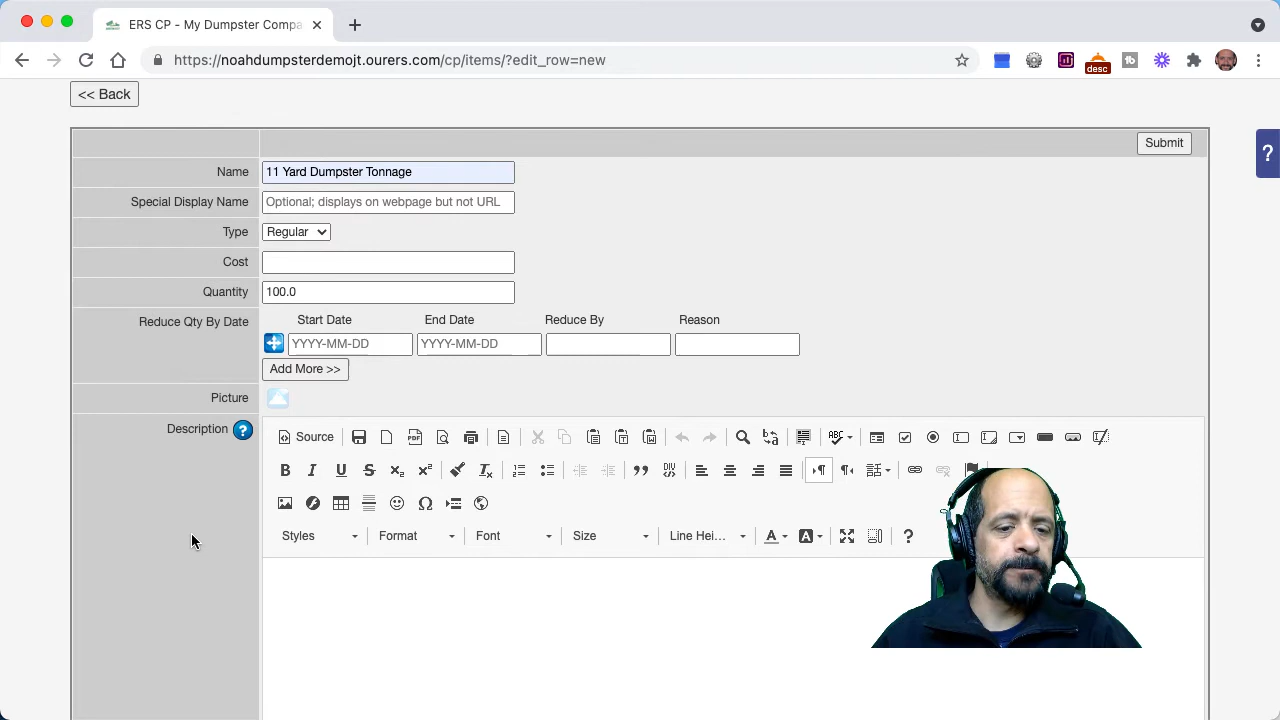 ERS CP - My Dumpster Compa
https://noahdumpsterdemojt.ourers.com/cp/items/?edit_row=new
desc
<< Back
Submit
?
Name 11 Yard Dumpster Tonnage
Special Display Name Optional; displays on webpage but not URL
Type Regular
Cost
Quantity 100.0
Reduce Qty By Date Start Date End Date Reduce By Reason
YYYY-MM-DD YYYY-MM-DD
Add More >>
Picture
Description ?
Source
Styles Format Font Size Line Hei... A A ?